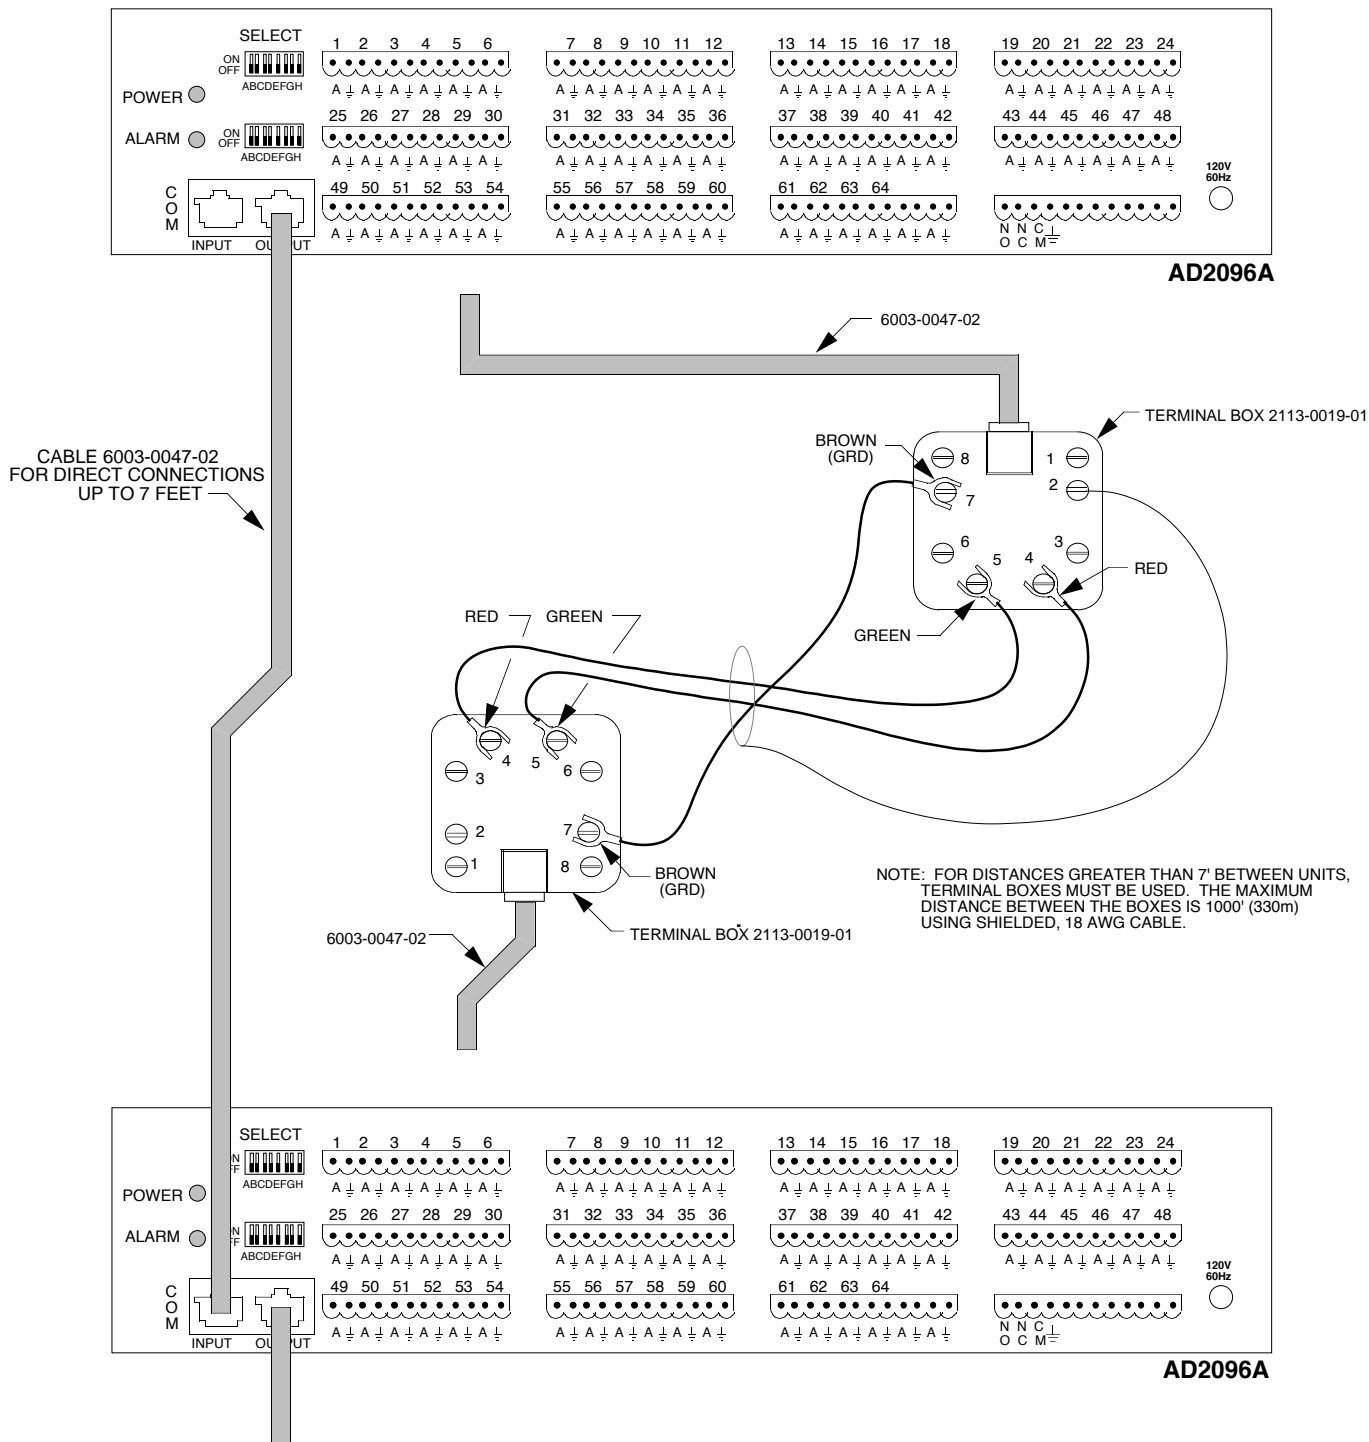 SELECT
1 2 3 4 5 6 7 8 9 10 11 12 13 14 15 16 17 18 19 20 21 22 23 24
ON
OFF
ABCDEFGH
A A A A A A A A A A A A A A A A A A A A A A A A
POWER
25 26 27 28 29 30 31 32 33 34 35 36 37 38 39 40 41 42 43 44 45 46 47 48
ALARM
ON
OFF
ABCDEFGH
A A A A A A A A A A A A A A A A A A A A A A A A
120V
60Hz
49 50 51 52 53 54 55 56 57 58 59 60 61 62 63 64
COM
INPUT OUTPUT
A A A A A A A A A A A A A A A A A A
NO NC CM
AD2096A
6003-0047-02
TERMINAL BOX 2113-0019-01
CABLE 6003-0047-02
FOR DIRECT CONNECTIONS
UP TO 7 FEET
BROWN
(GRD)
8 1
7 2
6 3
5 4
RED
GREEN
RED GREEN
4 5
3 6
2 7
1 8
BROWN
(GRD)
TERMINAL BOX 2113-0019-01
6003-0047-02
NOTE: FOR DISTANCES GREATER THAN 7' BETWEEN UNITS,
TERMINAL BOXES MUST BE USED. THE MAXIMUM
DISTANCE BETWEEN THE BOXES IS 1000' (330m)
USING SHIELDED, 18 AWG CABLE.
SELECT
1 2 3 4 5 6 7 8 9 10 11 12 13 14 15 16 17 18 19 20 21 22 23 24
N
F
ABCDEFGH
A A A A A A A A A A A A A A A A A A A A A A A A
POWER
25 26 27 28 29 30 31 32 33 34 35 36 37 38 39 40 41 42 43 44 45 46 47 48
ALARM
N
F
ABCDEFGH
A A A A A A A A A A A A A A A A A A A A A A A A
120V
60Hz
49 50 51 52 53 54 55 56 57 58 59 60 61 62 63 64
COM
INPUT OUTPUT
A A A A A A A A A A A A A A A A A A
NO NC CM
AD2096A